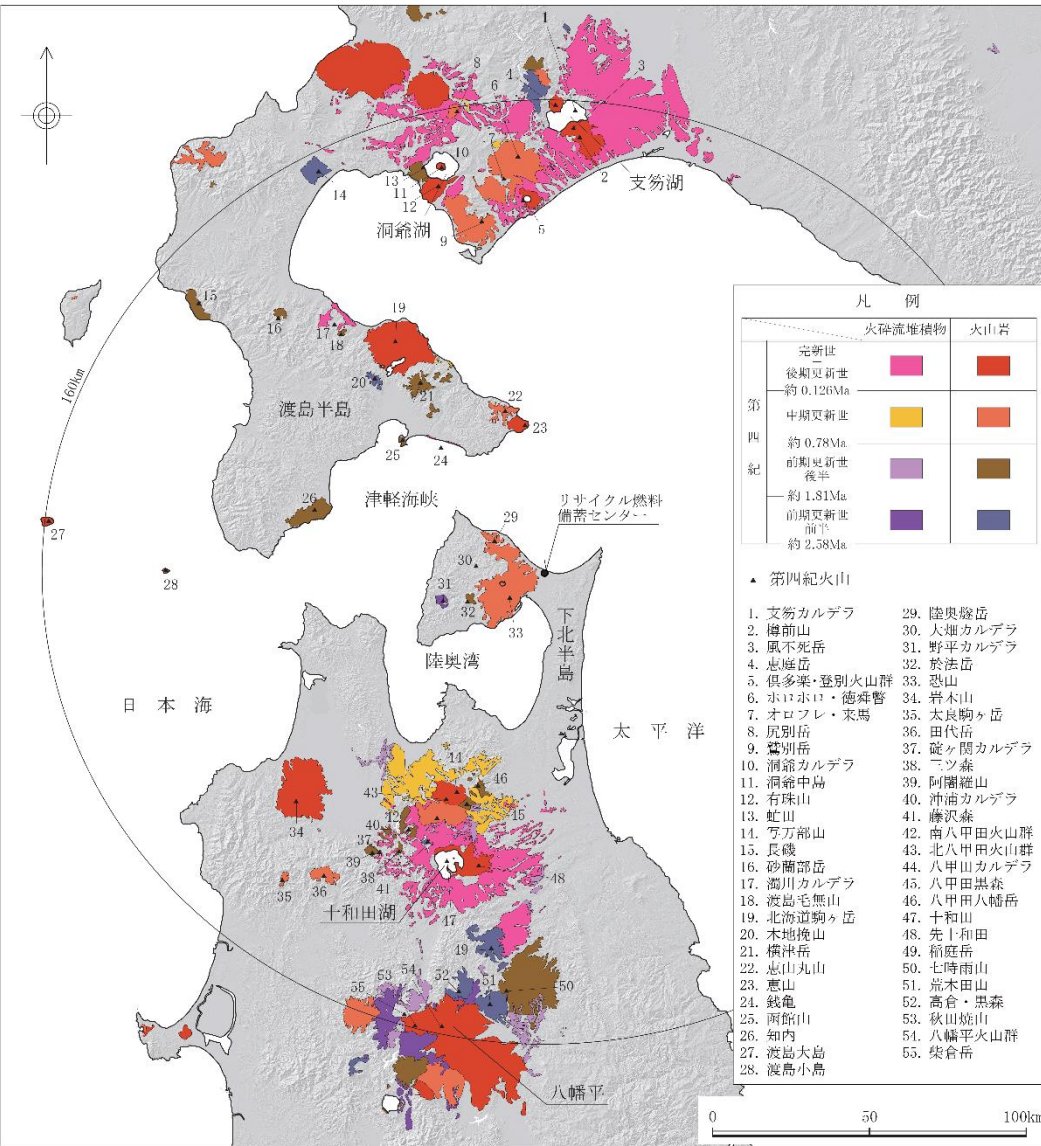 1
8
4
3
6
7
10
13
11
12
14
2
支笏湖
洞爺湖
9
5
160km
15
16
17
18
19
20
21
渡島半島
22
23
25
24
津軽海峡
26
27
28
リサイクル燃料
備蓄センター
29
30
31
32
33
陸奥湾
下北半島
日本海
太平洋
44
46
43
45
42
40
34
37
39
38
41
35
36
48
十和田湖
47
49
54
52
53
51
50
55
八幡平
凡例
火砕流堆積物 火山岩
第四紀
完新世
–
後期更新世
約 0.126Ma
中期更新世
約 0.78Ma
前期更新世
後半
約 1.81Ma
前期更新世
前半
約 2.58Ma
▲ 第四紀火山
1. 支笏カルデラ
2. 樽前山
3. 風不死岳
4. 恵庭岳
5. 倶多楽・登別火山群
6. ホロホロ・徳舜瞥
7. オロフレ・来馬
8. 尻別岳
9. 鷲別岳
10. 洞爺カルデラ
11. 洞爺中島
12. 有珠山
13. 虻田
14. 写万部山
15. 長磯
16. 砂蘭部岳
17. 濁川カルデラ
18. 渡島毛無山
19. 北海道駒ヶ岳
20. 木地挽山
21. 横津岳
22. 恵山丸山
23. 恵山
24. 銭亀
25. 函館山
26. 知内
27. 渡島大島
28. 渡島小島
29. 陸奥燧岳
30. 大畑カルデラ
31. 野平カルデラ
32. 於法岳
33. 恐山
34. 岩木山
35. 太良駒ヶ岳
36. 田代岳
37. 碇ヶ関カルデラ
38. 三ツ森
39. 阿闍羅山
40. 沖浦カルデラ
41. 藤沢森
42. 南八甲田火山群
43. 北八甲田火山群
44. 八甲田カルデラ
45. 八甲田黒森
46. 八甲田八幡岳
47. 十和田
48. 先十和田
49. 稲庭岳
50. 七時雨山
51. 荒木田山
52. 高倉・黒森
53. 秋田焼山
54. 八幡平火山群
55. 柴倉岳
0 50 100km